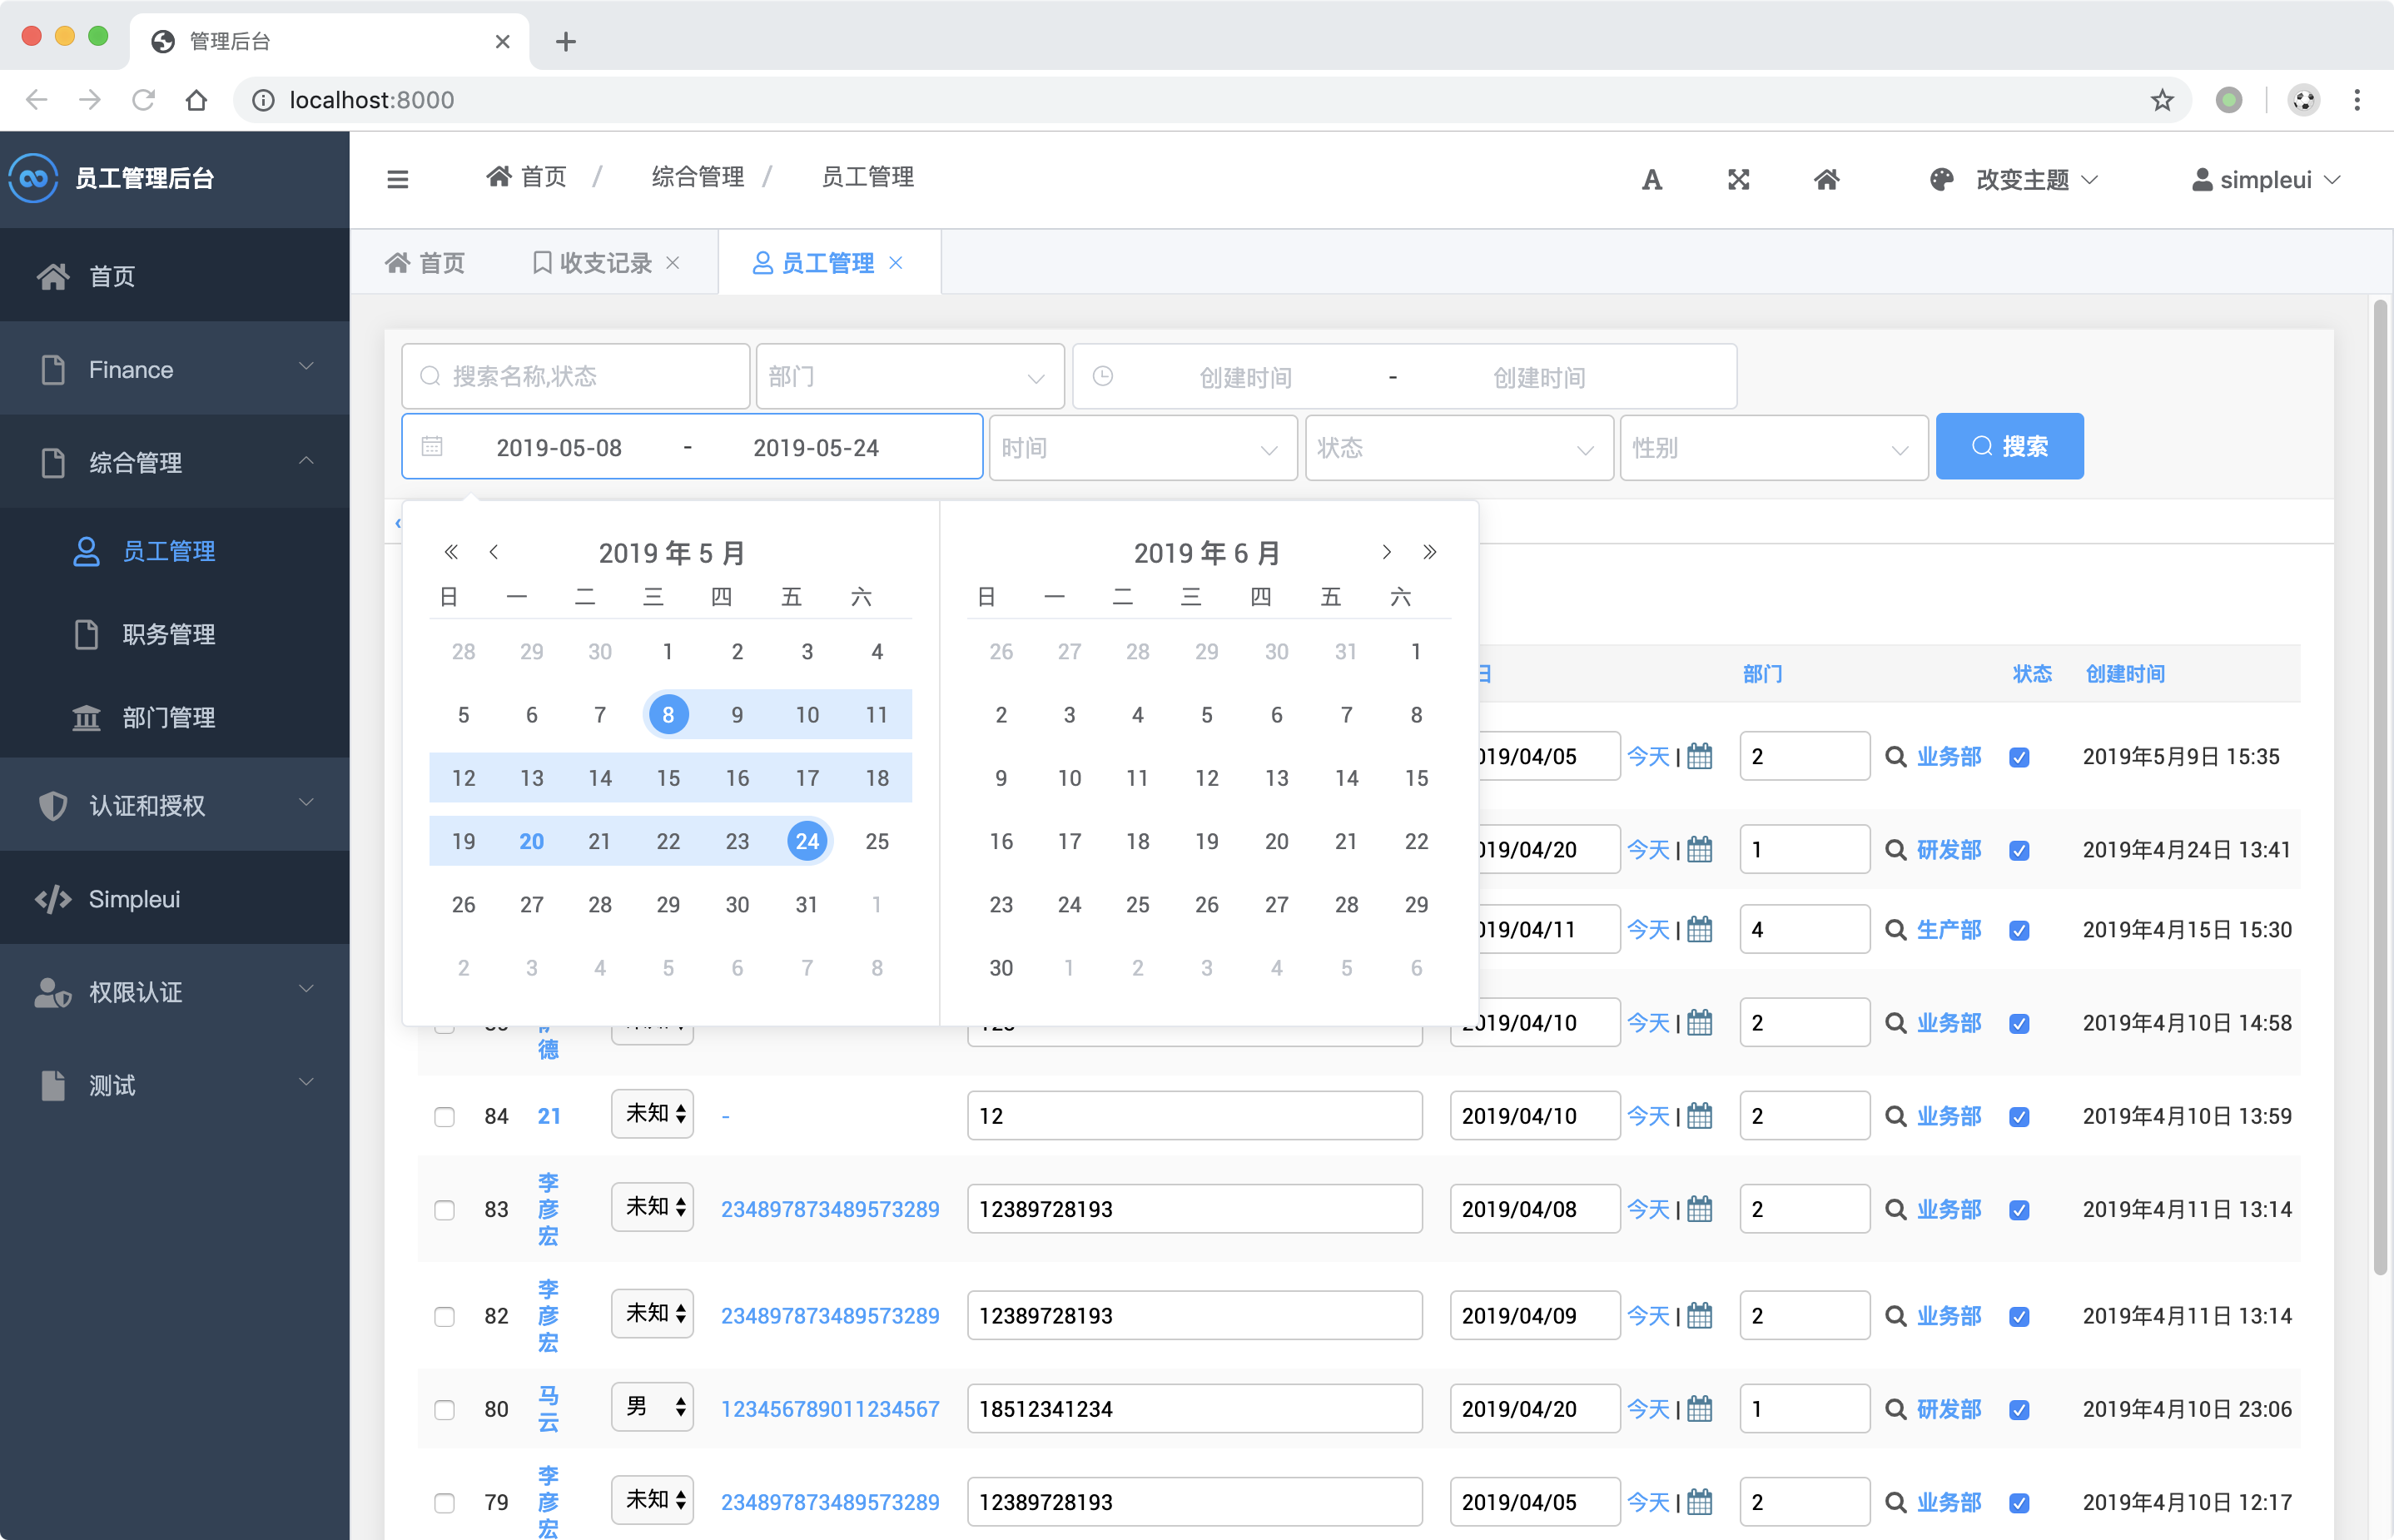 管理后台
localhost:8000
员工管理后台
首页 / 综合管理 / 员工管理
改变主题
simpleui
首页
Finance
综合管理
员工管理
职务管理
部门管理
认证和授权
Simpleui
权限认证
测试
首页 收支记录 员工管理
搜索名称,状态 部门 创建时间 - 创建时间
2019-05-08 - 2019-05-24 时间 状态 性别 搜索
2019 年 5 月
日 一 二 三 四 五 六
28 29 30 1 2 3 4
5 6 7 8 9 10 11
12 13 14 15 16 17 18
19 20 21 22 23 24 25
26 27 28 29 30 31 1
2 3 4 5 6 7 8
2019 年 6 月
日 一 二 三 四 五 六
26 27 28 29 30 31 1
2 3 4 5 6 7 8
9 10 11 12 13 14 15
16 17 18 19 20 21 22
23 24 25 26 27 28 29
30 1 2 3 4 5 6
日 部门 状态 创建时间
019/04/05 今天 | 2 业务部 2019年5月9日 15:35
019/04/20 今天 | 1 研发部 2019年4月24日 13:41
019/04/11 今天 | 4 生产部 2019年4月15日 15:30
德 2019/04/10 今天 | 2 业务部 2019年4月10日 14:58
84 21 未知 - 12 2019/04/10 今天 | 2 业务部 2019年4月10日 13:59
83 李彦宏 未知 234897873489573289 12389728193 2019/04/08 今天 | 2 业务部 2019年4月11日 13:14
82 李彦宏 未知 234897873489573289 12389728193 2019/04/09 今天 | 2 业务部 2019年4月11日 13:14
80 马云 男 123456789011234567 18512341234 2019/04/20 今天 | 1 研发部 2019年4月10日 23:06
79 李彦宏 未知 234897873489573289 12389728193 2019/04/05 今天 | 2 业务部 2019年4月10日 12:17